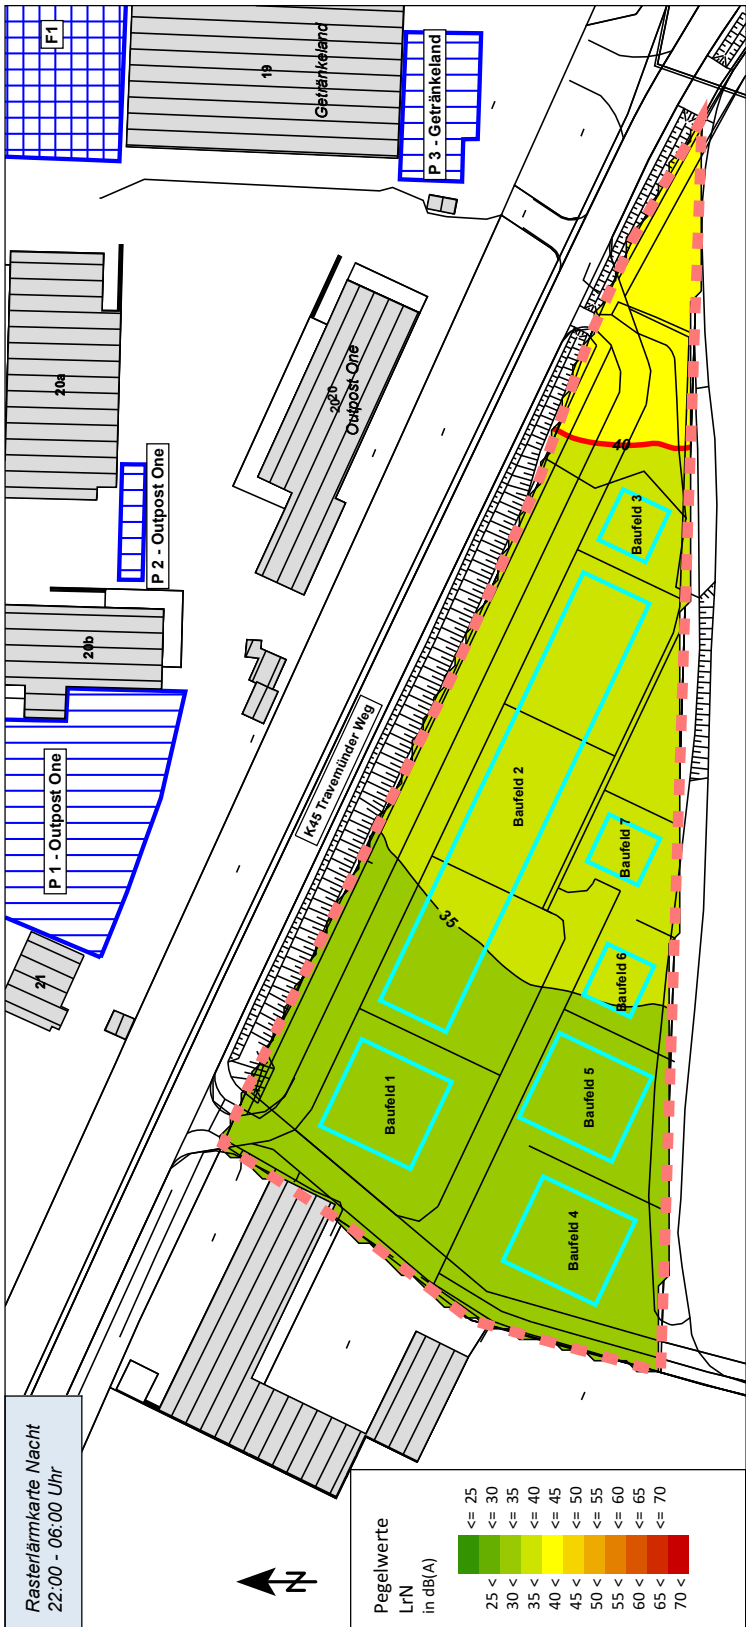 Rasterlärmkarte Nacht
22:00 - 06:00 Uhr
N
Pegelwerte
LrN
in dB(A)
<= 25
25 < <= 30
30 < <= 35
35 < <= 40
40 < <= 45
45 < <= 50
50 < <= 55
55 < <= 60
60 < <= 65
65 < <= 70
70 <
21
P 1 - Outpost One
20b
P 2 - Outpost One
20a
F1
19
Getränkeland
P 3 - Getränkeland
20
20
Outpost One
K45 Travemünder Weg
Baufeld 1
Baufeld 2
Baufeld 3
Baufeld 4
Baufeld 5
Baufeld 6
Baufeld 7
35
40